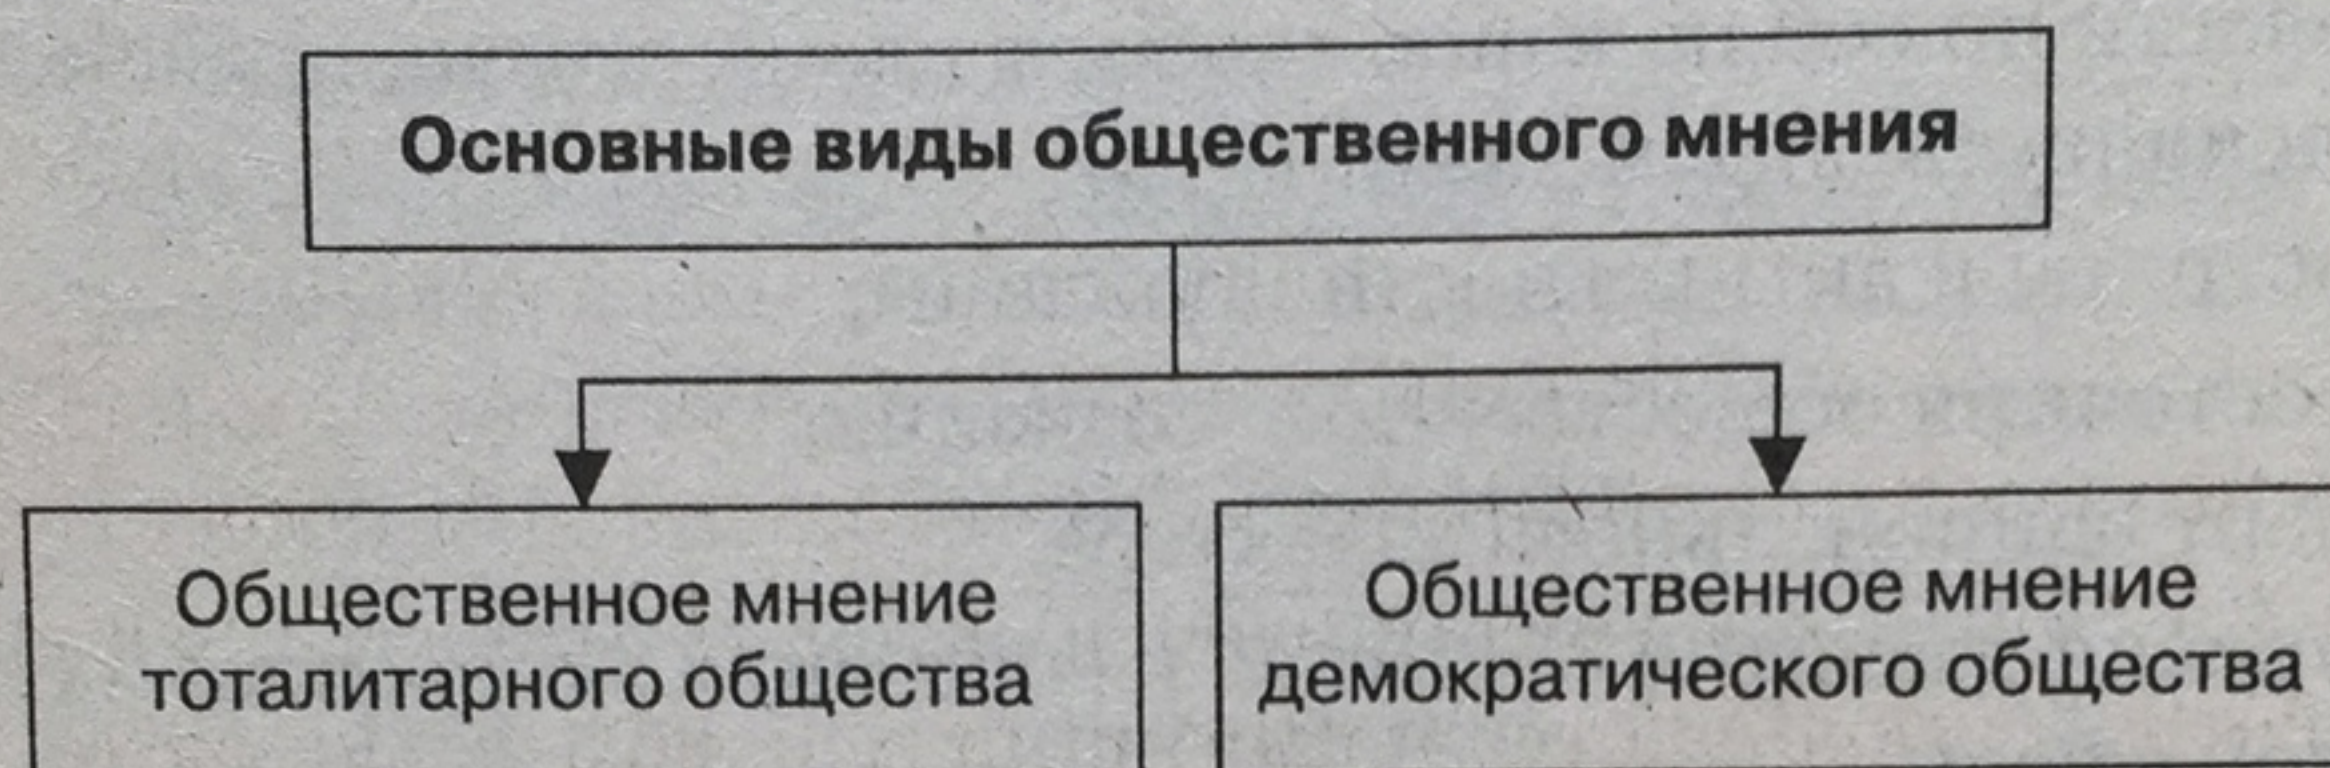 Основные виды общественного мнения
Общественное мнение
тоталитарного общества
Общественное мнение
демократического общества